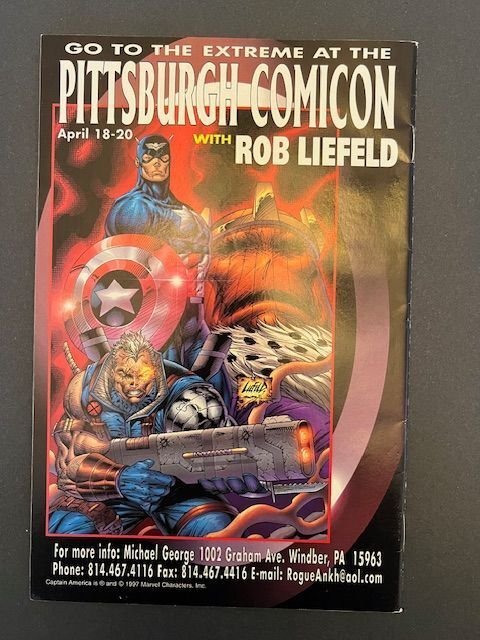 GO TO THE EXTREME AT THE
PITTSBURGH COMICON
April 18-20
WITH ROB LIEFELD
LIEFELD
For more info: Michael George 1002 Graham Ave. Windber, PA 15963
Phone: 814.467.4116 Fax: 814.467.4416 E-mail: RogueAnkh@aol.com
Captain America is ® and © 1997 Marvel Characters, Inc.